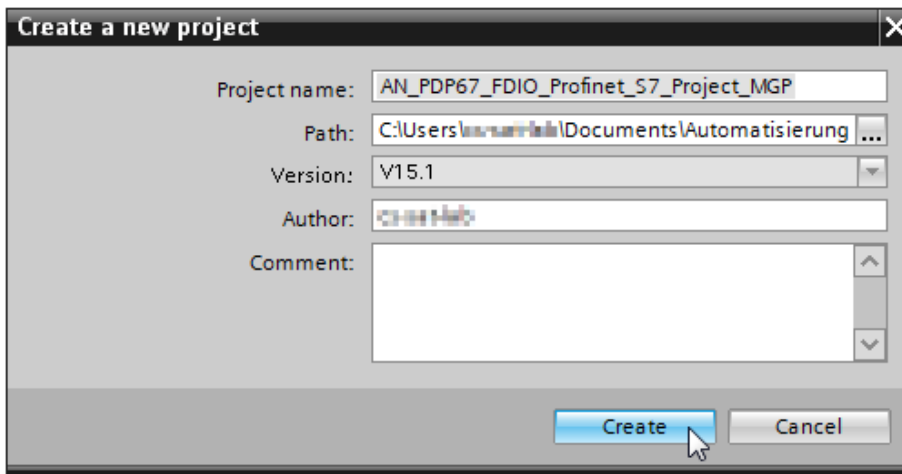 Create a new project
Project name: AN_PDP67_FDIO_Profinet_S7_Project_MGP
Path: C:\Users\ \Documents\Automatisierung ...
Version: V15.1
Author:
Comment:
Create Cancel